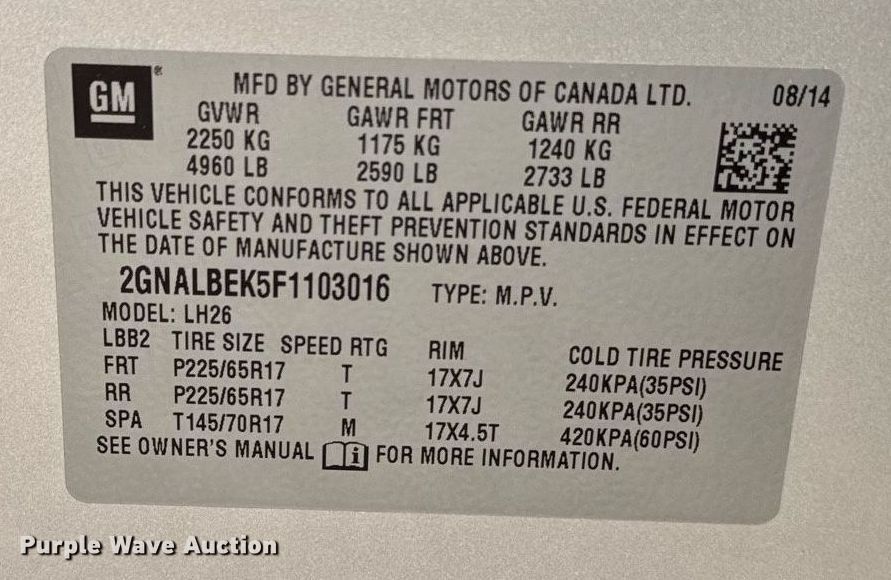 GM®
MFD BY GENERAL MOTORS OF CANADA LTD. 08/14
GVWR GAWR FRT GAWR RR
2250 KG 1175 KG 1240 KG
4960 LB 2590 LB 2733 LB
THIS VEHICLE CONFORMS TO ALL APPLICABLE U.S. FEDERAL MOTOR
VEHICLE SAFETY AND THEFT PREVENTION STANDARDS IN EFFECT ON
THE DATE OF MANUFACTURE SHOWN ABOVE.
2GNALBEK5F1103016 TYPE: M.P.V.
MODEL: LH26
LBB2 TIRE SIZE SPEED RTG RIM COLD TIRE PRESSURE
FRT P225/65R17 T 17X7J 240KPA(35PSI)
RR P225/65R17 T 17X7J 240KPA(35PSI)
SPA T145/70R17 M 17X4.5T 420KPA(60PSI)
SEE OWNER'S MANUAL i FOR MORE INFORMATION.
Purple Wave Auction